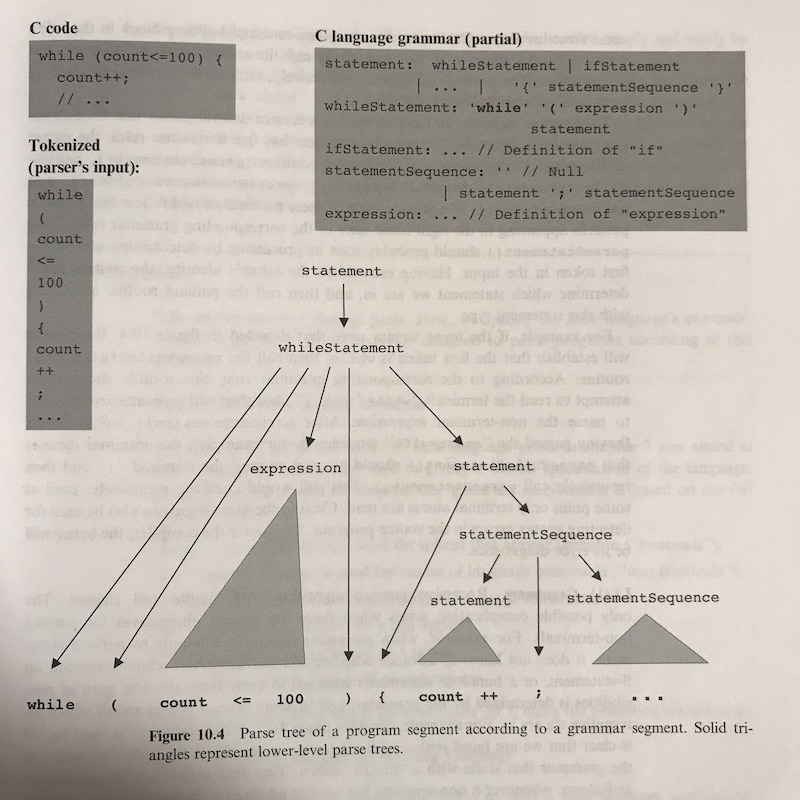 C code
while (count<=100) {
count++;
// ...
Tokenized
(parser's input):
while
(
count
<=
100
)
{
count
++
;
...
C language grammar (partial)
statement: whileStatement | ifStatement
| ... | '{' statementSequence '}'
whileStatement: 'while' '(' expression ')'
statement
ifStatement: ... // Definition of "if"
statementSequence: '' // Null
| statement ';' statementSequence
expression: ... // Definition of "expression"
statement
whileStatement
expression
statement
statementSequence
statement
statementSequence
while ( count <= 100 ) { count ++ ; ...
Figure 10.4 Parse tree of a program segment according to a grammar segment. Solid tri-
angles represent lower-level parse trees.